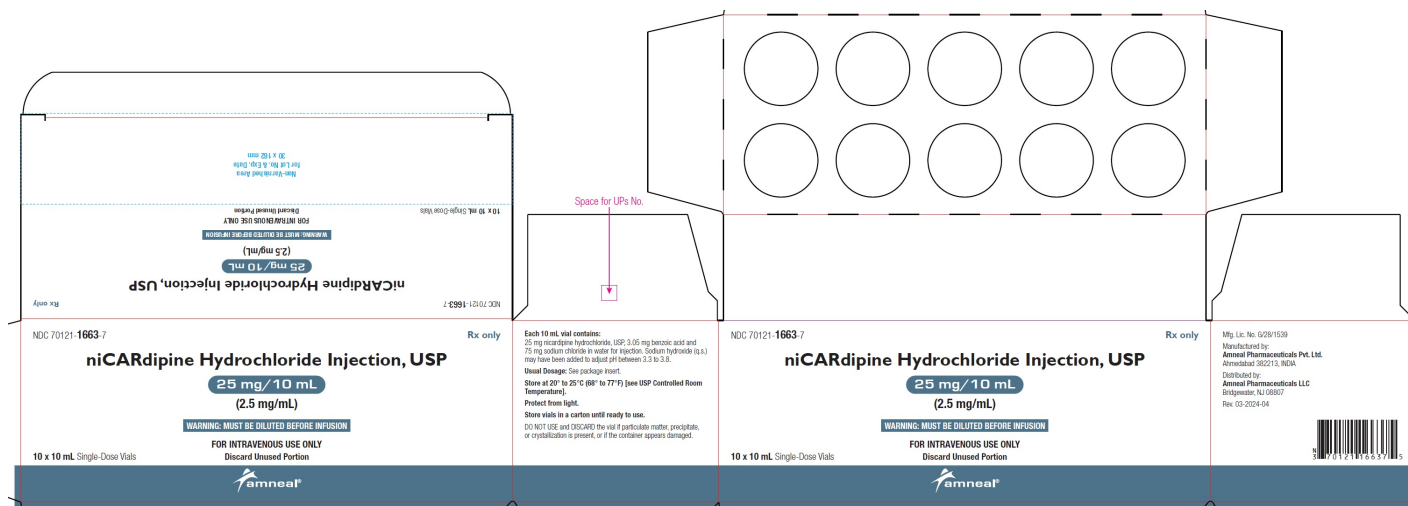 Non-Varnished Area
for Lot No. & Exp. Date
30 x 162 mm
10 x 10 mL Single-Dose Vials
FOR INTRAVENOUS USE ONLY
Discard Unused Portion
WARNING: MUST BE DILUTED BEFORE INFUSION
(2.5 mg/mL)
25 mg/10 mL
niCARdipine Hydrochloride Injection, USP
NDC 70121-1663-7
Rx only
Space for UPs No.
NDC 70121-1663-7
Rx only
niCARdipine Hydrochloride Injection, USP
25 mg/10 mL
(2.5 mg/mL)
WARNING: MUST BE DILUTED BEFORE INFUSION
FOR INTRAVENOUS USE ONLY
10 x 10 mL Single-Dose Vials
Discard Unused Portion
amneal®
Each 10 mL vial contains:
25 mg nicardipine hydrochloride, USP, 3.05 mg benzoic acid and
75 mg sodium chloride in water for injection. Sodium hydroxide (q.s.)
may have been added to adjust pH between 3.3 to 3.8.
Usual Dosage: See package insert.
Store at 20° to 25°C (68° to 77°F) [see USP Controlled Room
Temperature].
Protect from light.
Store vials in a carton until ready to use.
DO NOT USE and DISCARD the vial if particulate matter, precipitate,
or crystallization is present, or if the container appears damaged.
NDC 70121-1663-7
Rx only
niCARdipine Hydrochloride Injection, USP
25 mg/10 mL
(2.5 mg/mL)
WARNING: MUST BE DILUTED BEFORE INFUSION
FOR INTRAVENOUS USE ONLY
10 x 10 mL Single-Dose Vials
Discard Unused Portion
amneal®
Mfg. Lic. No. G/28/1539
Manufactured by:
Amneal Pharmaceuticals Pvt. Ltd.
Ahmedabad 382213, INDIA
Distributed by:
Amneal Pharmaceuticals LLC
Bridgewater, NJ 08807
Rev. 03-2024-04
N
3 70121 16637 5